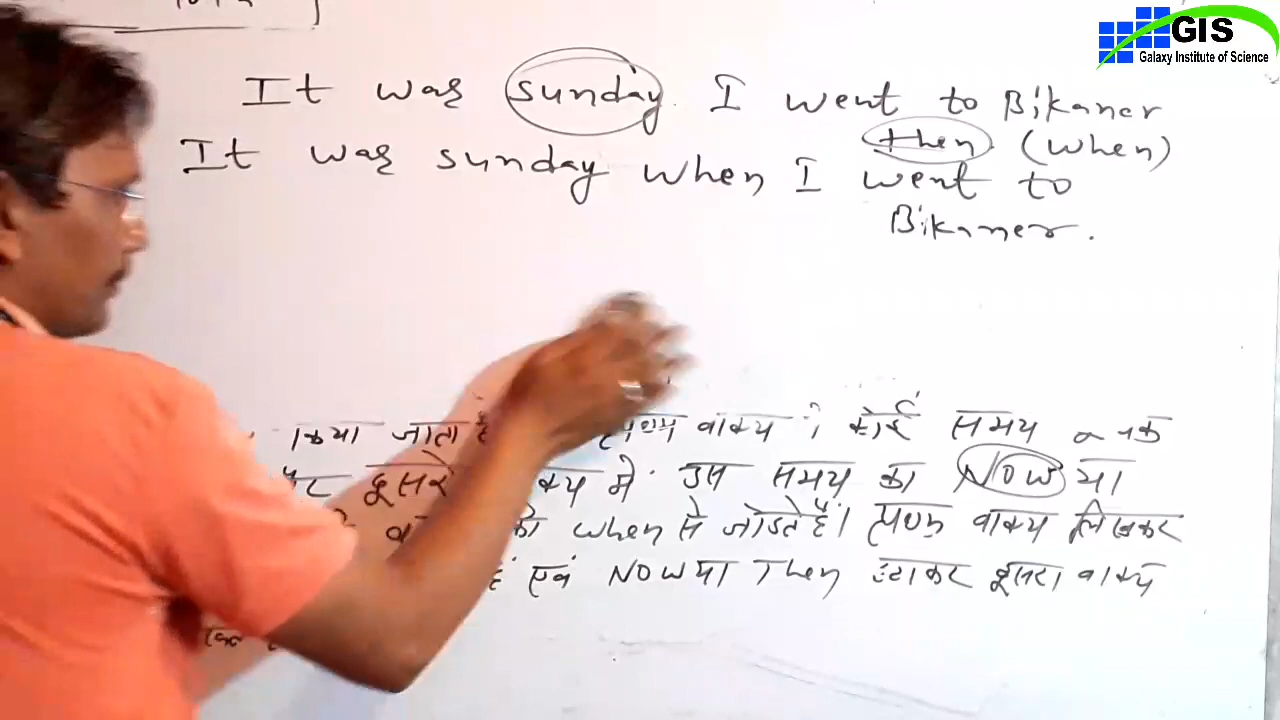 GIS
Galaxy Institute of Science
It was sunday. I went to Bikaner
then. (when)
It was sunday when I went to
Bikaner.
किया जाता है वाक्य में कोई समय
पर दूसरे वाक्य में उस समय का NOW या
को when से जोडते हैं। प्रथम वाक्य लिखकर
हैं एवं NOW या Then हटाकर दूसरा वाक्य